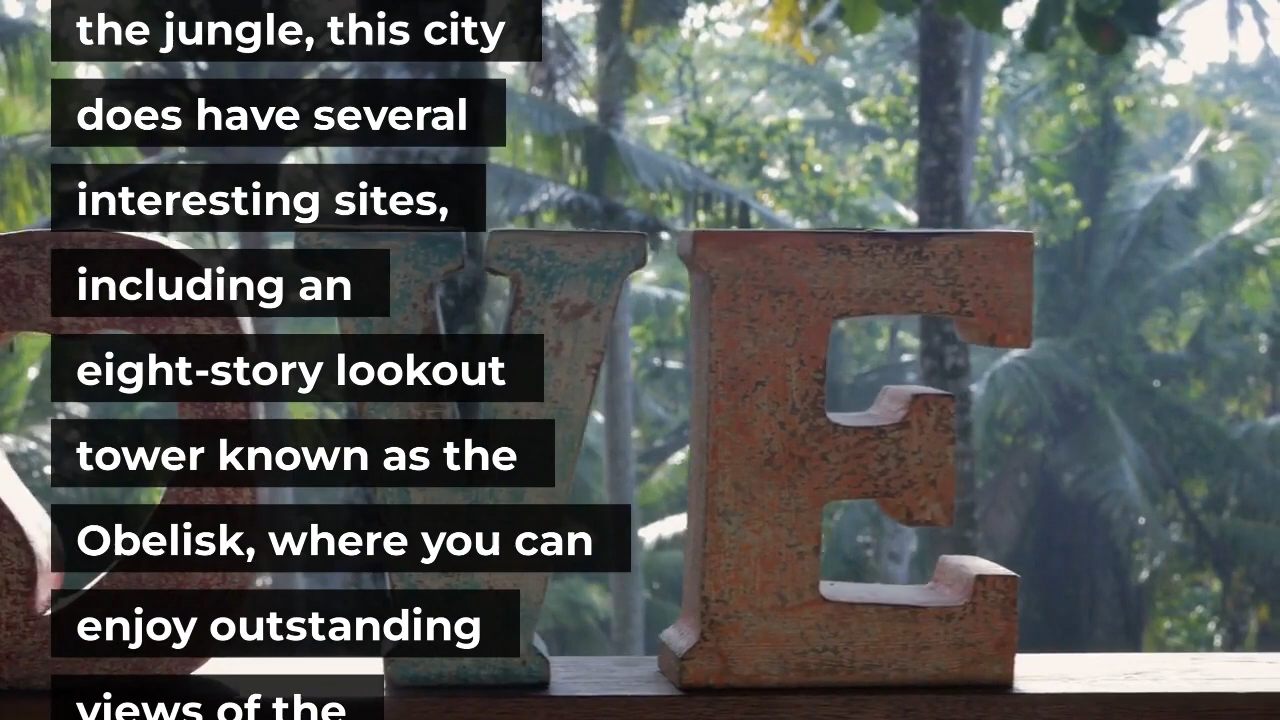 the jungle, this city
does have several
interesting sites,
including an
eight-story lookout
tower known as the
Obelisk, where you can
enjoy outstanding
views of the
VE